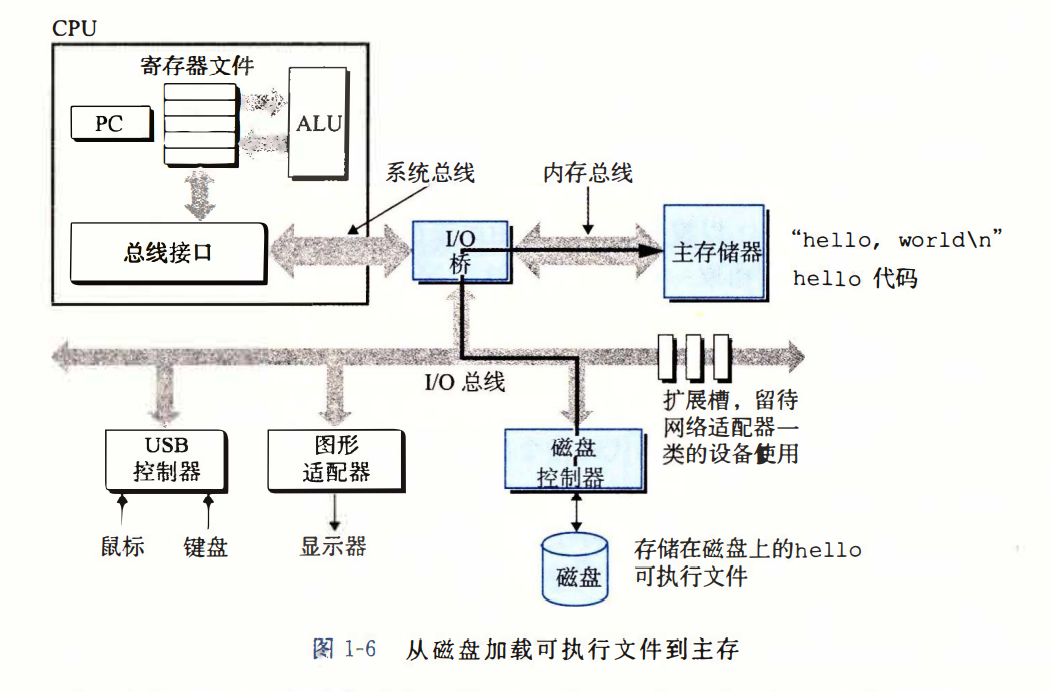 CPU
寄存器文件
PC
ALU
系统总线
内存总线
总线接口
I/O
桥
主存储器
“hello, world\n”
hello 代码
I/O 总线
扩展槽，留待
网络适配器一
类的设备使用
USB
控制器
图形
适配器
磁盘
控制器
鼠标
键盘
显示器
磁盘
存储在磁盘上的hello
可执行文件
图 1-6 从磁盘加载可执行文件到主存